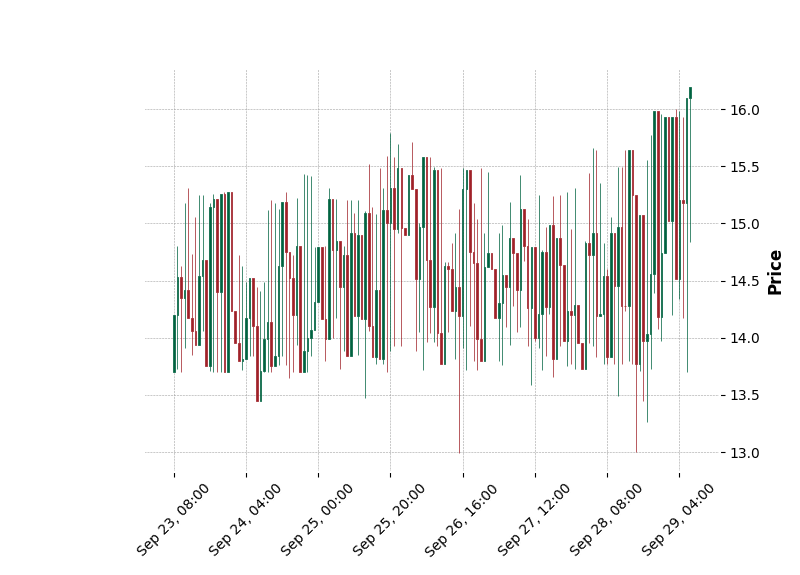 16.0
15.5
15.0
14.5
14.0
13.5
13.0
Price
Sep 23, 08:00
Sep 24, 04:00
Sep 25, 00:00
Sep 25, 20:00
Sep 26, 16:00
Sep 27, 12:00
Sep 28, 08:00
Sep 29, 04:00